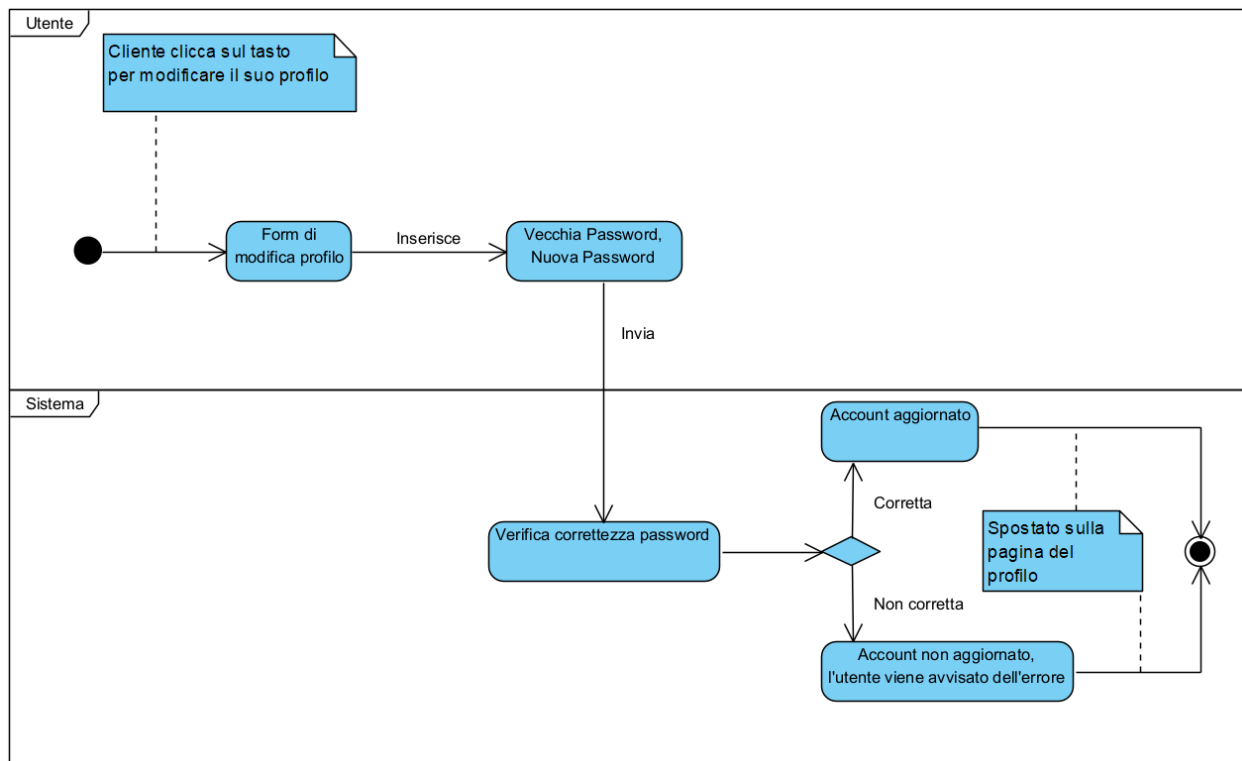 Utente
Cliente clicca sul tasto
per modificare il suo profilo
Form di
modifica profilo
Inserisce
Vecchia Password,
Nuova Password
Invia
Sistema
Account aggiornato
Corretta
Verifica correttezza password
Spostato sulla
pagina del
profilo
Non corretta
Account non aggiornato,
l'utente viene avvisato dell'errore